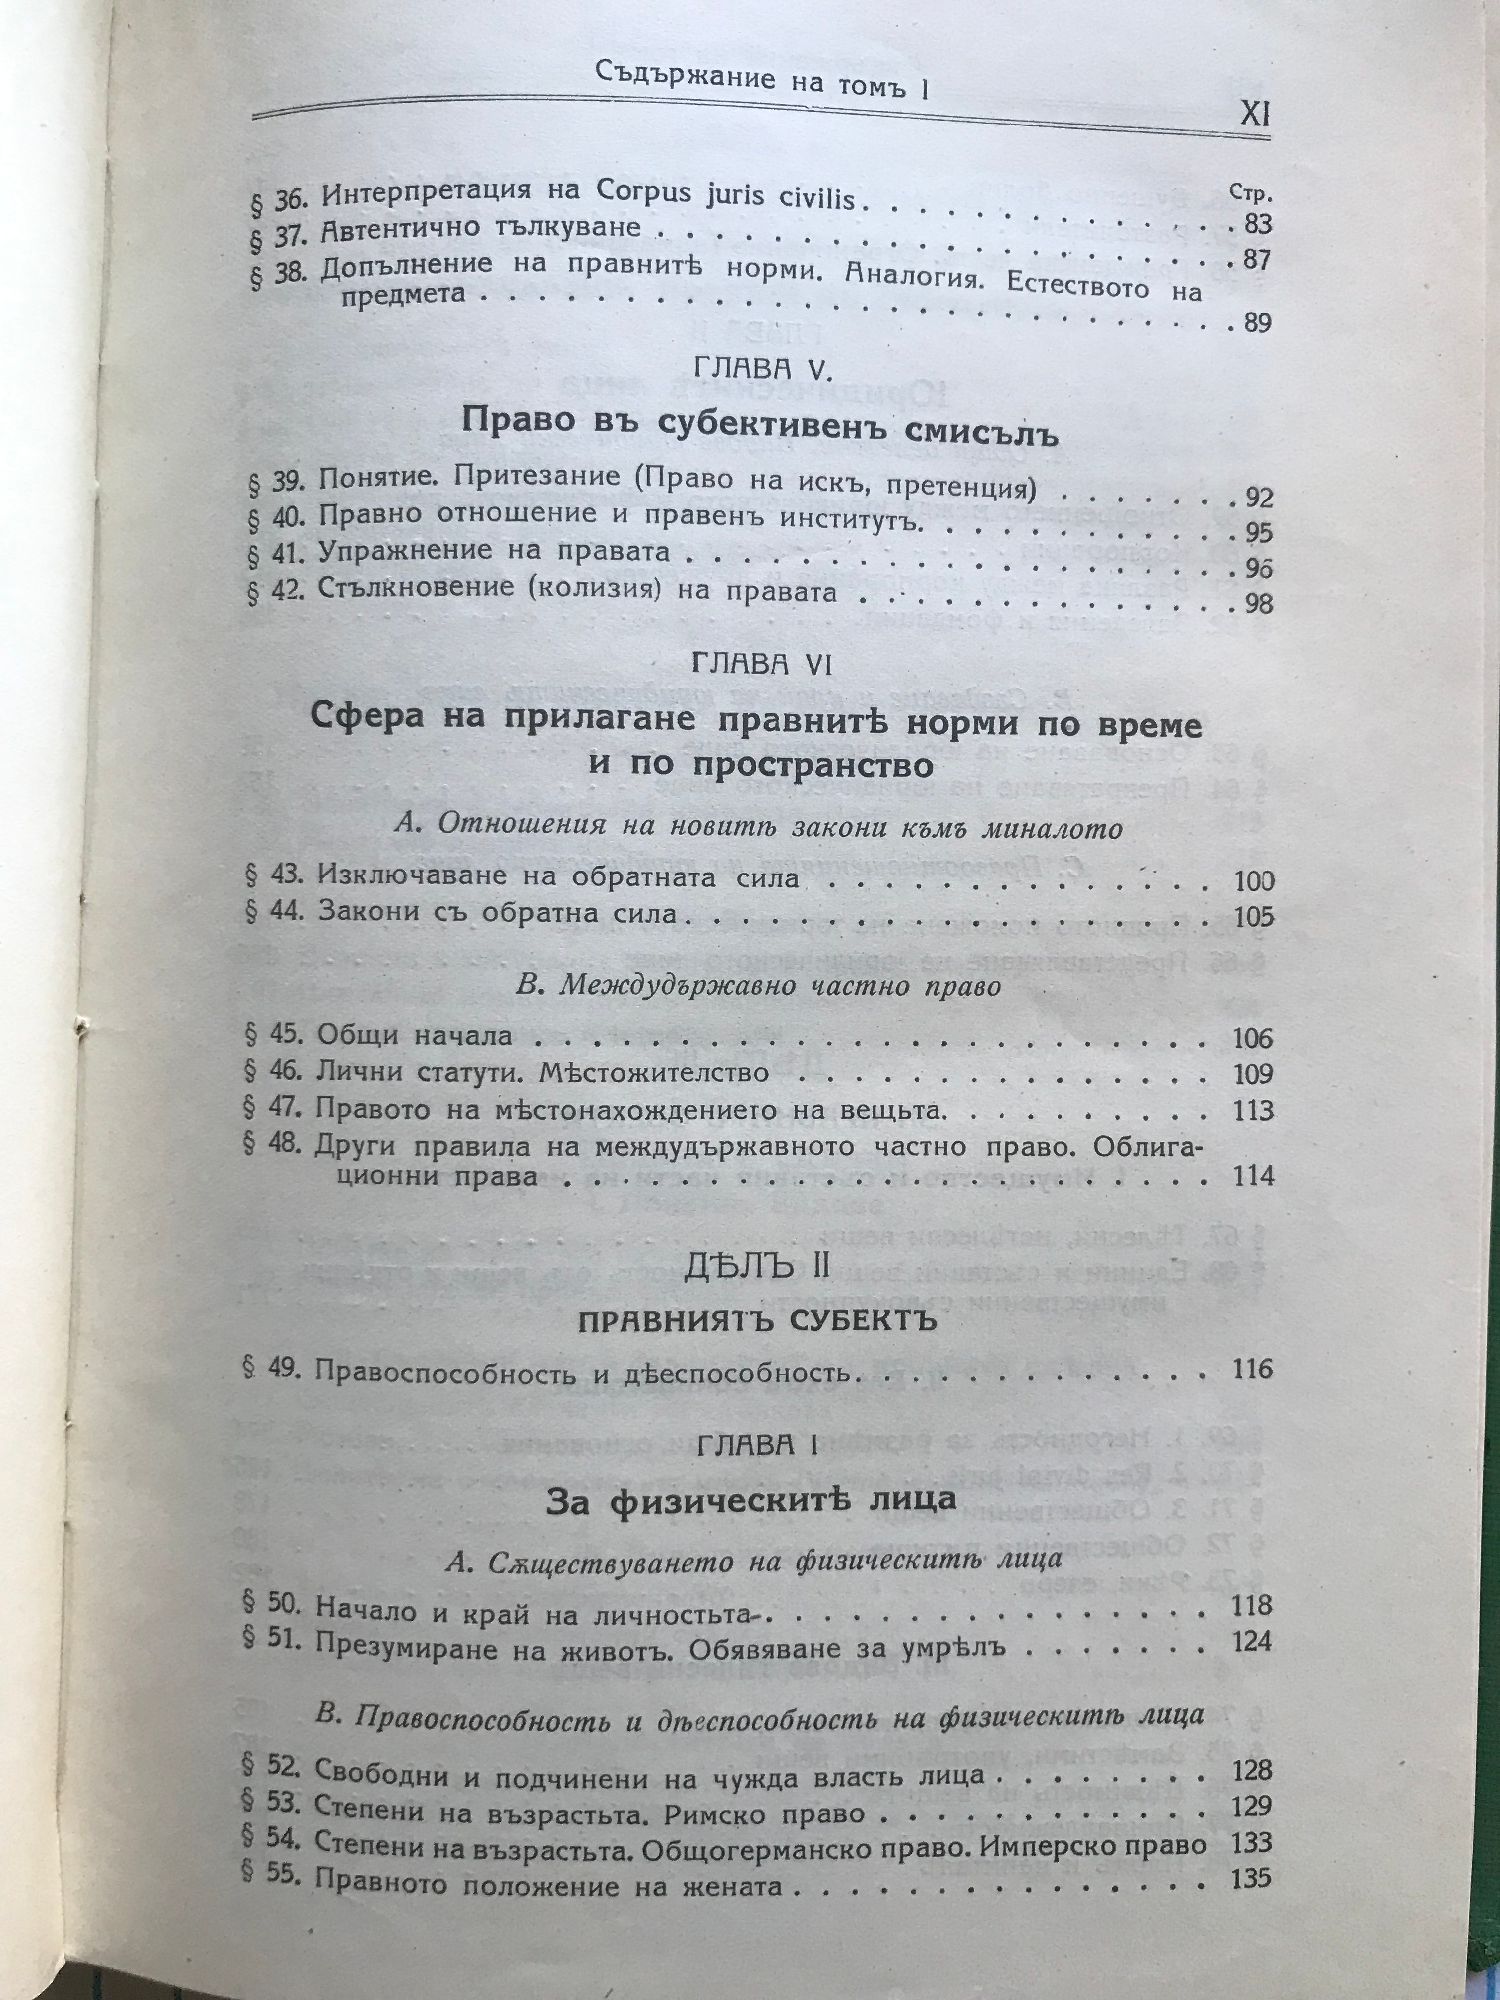 Съдържание на томъ I
XI
Стр.
§ 36. Интерпретация на Corpus juris civilis. . . . . . . . . . . . . . 83
§ 37. Автентично тълкуване . . . . . . . . . . . . . . . . . . . . . 87
§ 38. Допълнение на правнитѣ норми. Аналогия. Естеството на
предмета . . . . . . . . . . . . . . . . . . . . . . . . . . 89
ГЛАВА V.
Право въ субективенъ смисълъ
§ 39. Понятие. Притезание (Право на искъ, претенция) . . . . . . . 92
§ 40. Правно отношение и правенъ институтъ. . . . . . . . . . . . 95
§ 41. Упражнение на правата . . . . . . . . . . . . . . . . . . . 96
§ 42. Стълкновение (колизия) на правата . . . . . . . . . . . . . . 98
ГЛАВА VI
Сфера на прилагане правнитѣ норми по време
и по пространство
А. Отношения на новитѣ закони къмъ миналото
§ 43. Изключаване на обратната сила . . . . . . . . . . . . . . 100
§ 44. Закони съ обратна сила. . . . . . . . . . . . . . . . . . . 105
В. Междудържавно частно право
§ 45. Общи начала . . . . . . . . . . . . . . . . . . . . . . . . 106
§ 46. Лични статути. Мѣстожителство . . . . . . . . . . . . . . . 109
§ 47. Правото на мѣстонахождението на вещьта. . . . . . . . . . 113
§ 48. Други правила на междудържавното частно право. Облига-
ционни права . . . . . . . . . . . . . . . . . . . . . . . 114
ДѢЛЪ II
ПРАВНИЯТЪ СУБЕКТЪ
§ 49. Правоспособность и дѣеспособность. . . . . . . . . . . . . 116
ГЛАВА I
За физическитѣ лица
А. Сѫществуването на физическитѣ лица
§ 50. Начало и край на личностьта . . . . . . . . . . . . . . . . 118
§ 51. Презумиране на животъ. Обявяване за умрѣлъ . . . . . . . 124
В. Правоспособность и дѣеспособность на физическитѣ лица
§ 52. Свободни и подчинени на чужда власть лица . . . . . . . . 128
§ 53. Степени на възрастьта. Римско право . . . . . . . . . . . . 129
§ 54. Степени на възрастьта. Общогерманско право. Имперско право 133
§ 55. Правното положение на жената . . . . . . . . . . . . . . . 135